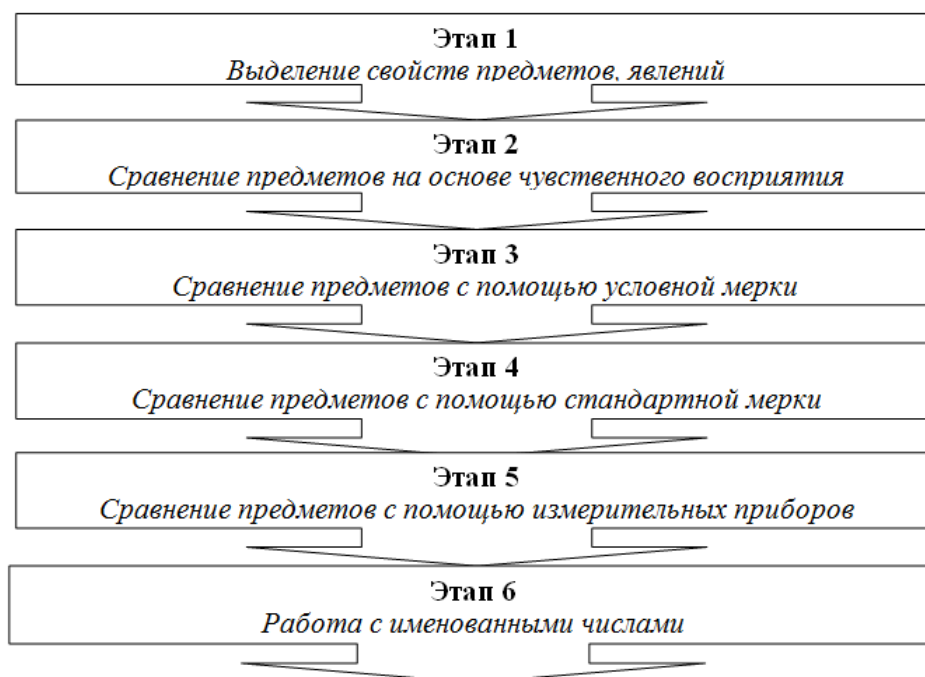 Этап 1
Выделение свойств предметов, явлений
Этап 2
Сравнение предметов на основе чувственного восприятия
Этап 3
Сравнение предметов с помощью условной мерки
Этап 4
Сравнение предметов с помощью стандартной мерки
Этап 5
Сравнение предметов с помощью измерительных приборов
Этап 6
Работа с именованными числами